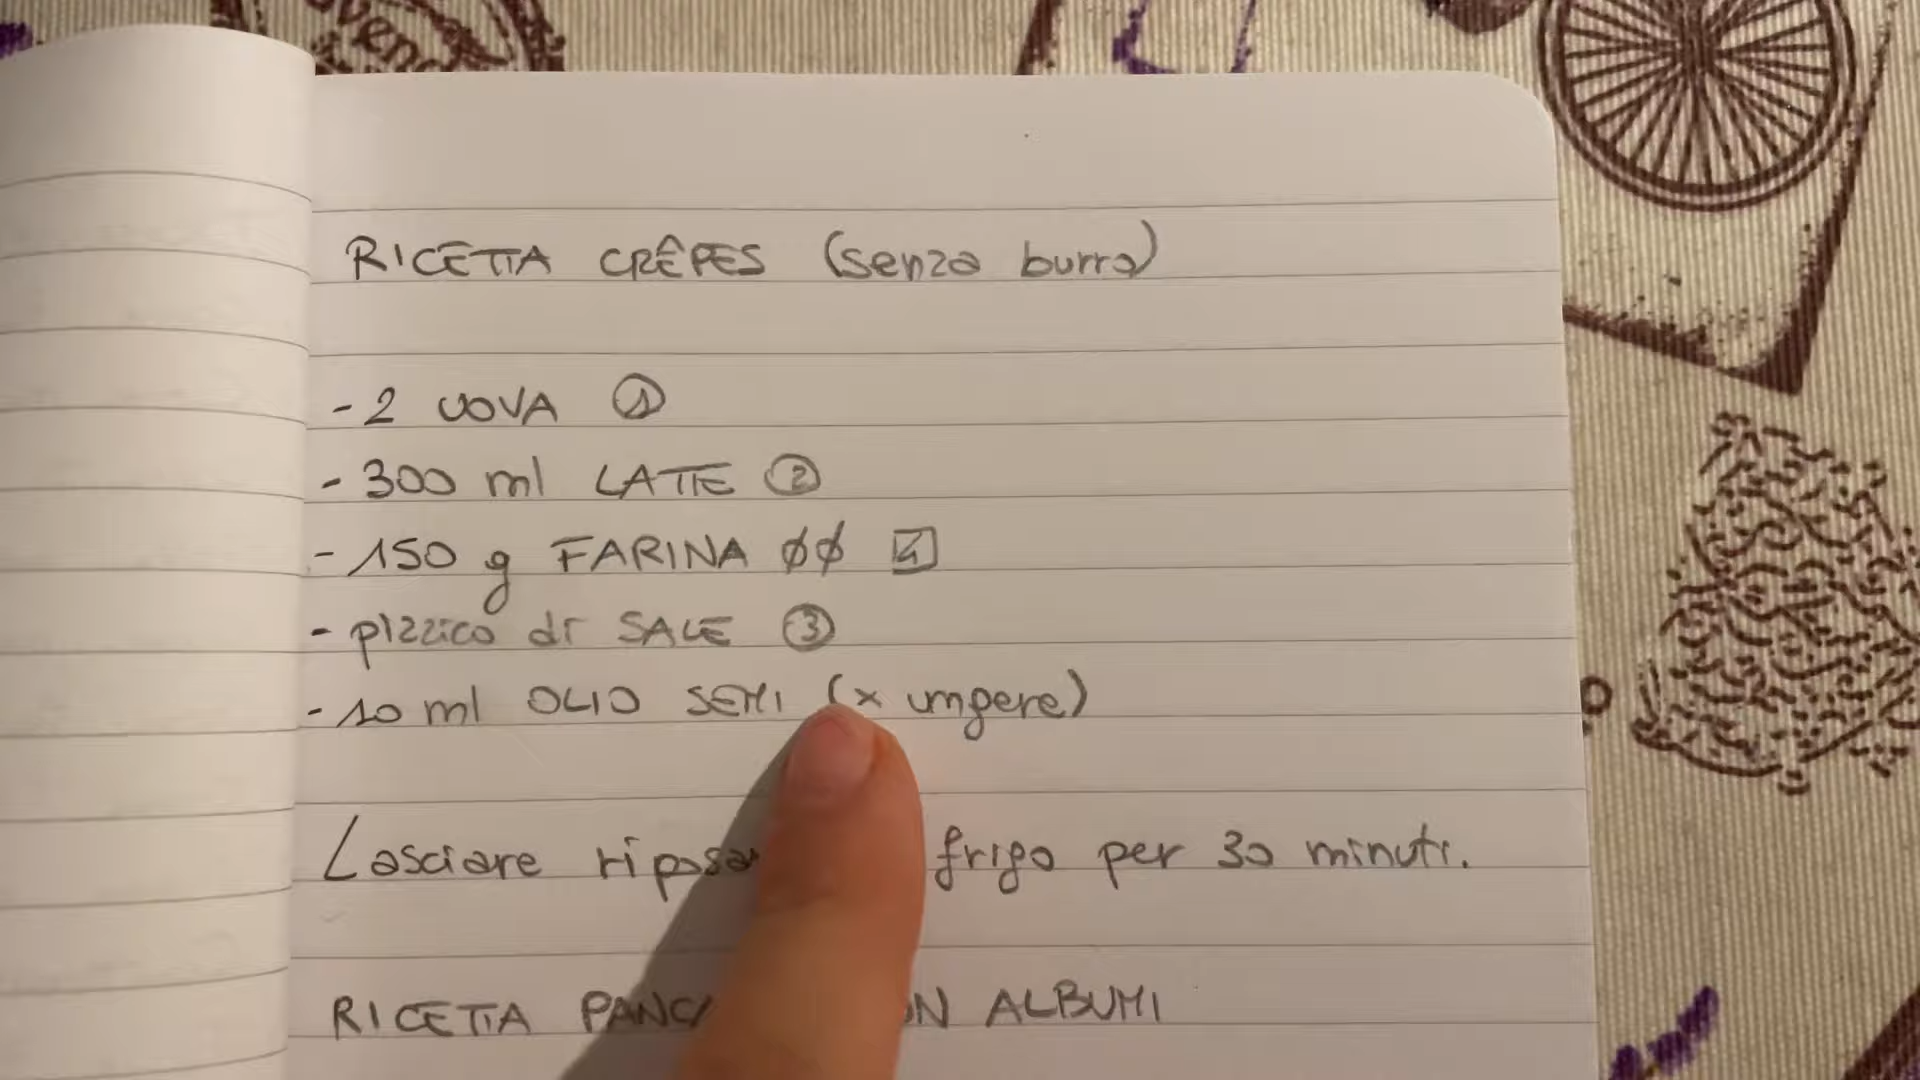 RICETTA CRÊPES (senza burro)
- 2 UOVA ①
- 300 ml LATTE ②
- 150 g FARINA 00 4
- pizzico di SALE ③
- 10 ml OLIO SEMI (x ungere)
Lasciare frigo per 30 minuti.
RICETTA ALBUMI